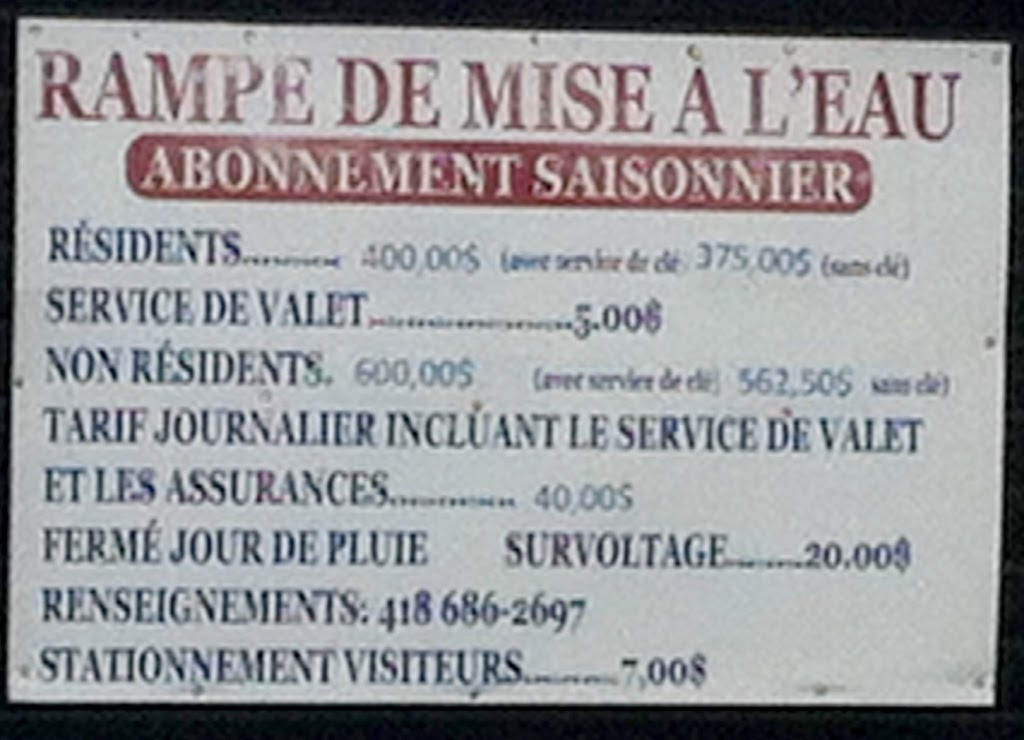 RAMPE DE MISE À L'EAU
ABONNEMENT SAISONNIER
RÉSIDENTS.......... 400,00$ (avec service de clé) 375,00$ (sans clé)
SERVICE DE VALET......................5.00$
NON RÉSIDENTS. 600,00$ (avec service de clé) 562,50$ sans clé)
TARIF JOURNALIER INCLUANT LE SERVICE DE VALET
ET LES ASSURANCES............. 40,00$
FERMÉ JOUR DE PLUIE SURVOLTAGE.........20.00$
RENSEIGNEMENTS: 418 686-2697
STATIONNEMENT VISITEURS..........7,00$